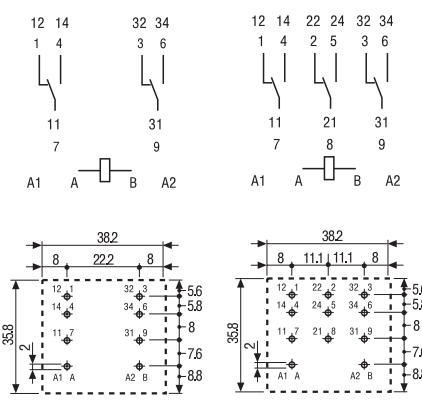 12 14 32 34
1 4 3 6
11 31
7 9
A1 A B A2
12 14 22 24 32 34
1 4 2 5 3 6
11 21 31
7 8 9
A1 A B A2
38.2
8 22.2 8
12 1 32 3
14 4 34 6
11 7 31 9
A1 A A2 B
35.8
2
5.6
5.8
8
7.6
8.8
38.2
8 11.1 11.1 8
12 1 22 2 32 3
14 4 24 5 34 6
11 7 21 8 31 9
A1 A A2 B
35.8
2
8